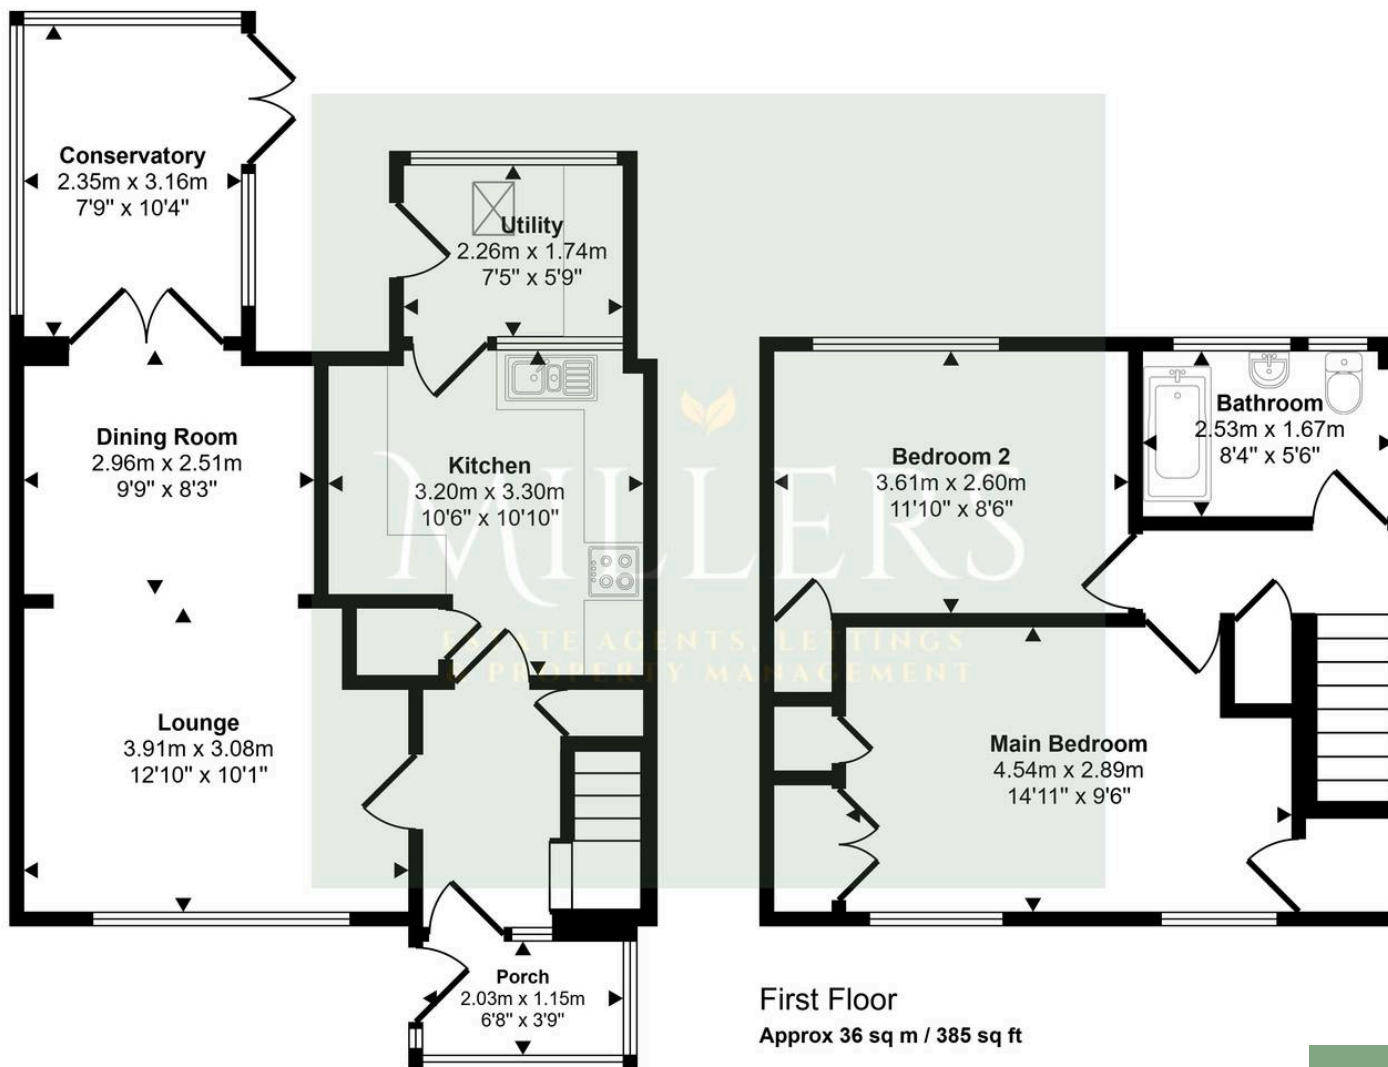 Conservatory
2.35m x 3.16m
7'9" x 10'4"
Utility
2.26m x 1.74m
7'5" x 5'9"
Dining Room
2.96m x 2.51m
9'9" x 8'3"
Kitchen
3.20m x 3.30m
10'6" x 10'10"
Lounge
3.91m x 3.08m
12'10" x 10'1"
Porch
2.03m x 1.15m
6'8" x 3'9"
Bedroom 2
3.61m x 2.60m
11'10" x 8'6"
Bathroom
2.53m x 1.67m
8'4" x 5'6"
Main Bedroom
4.54m x 2.89m
14'11" x 9'6"
First Floor
Approx 36 sq m / 385 sq ft
MILLERS
ESTATE AGENTS, LETTINGS
& PROPERTY MANAGEMENT